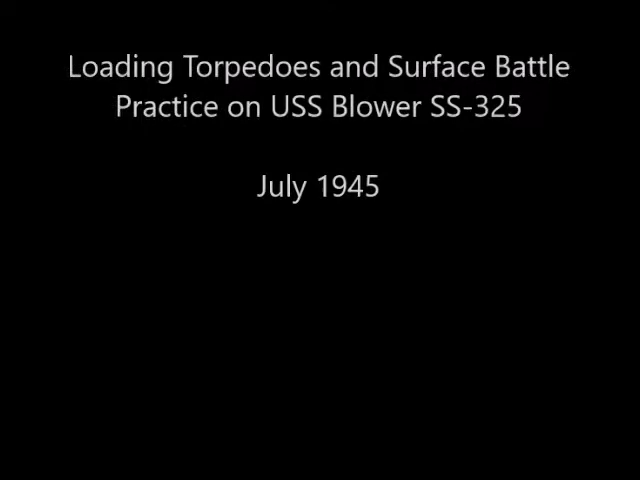 Loading Torpedoes and Surface Battle
Practice on USS Blower SS-325
July 1945